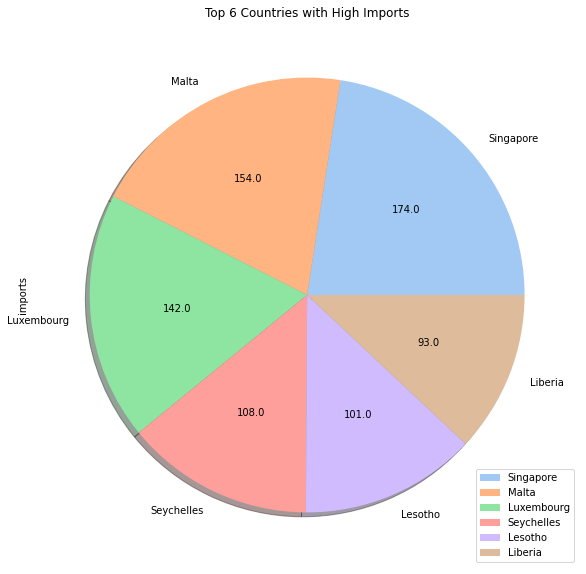 Top 6 Countries with High Imports
Malta
Singapore
154.0
174.0
imports
Luxembourg
142.0
93.0
Liberia
108.0
101.0
Seychelles
Lesotho
Singapore
Malta
Luxembourg
Seychelles
Lesotho
Liberia